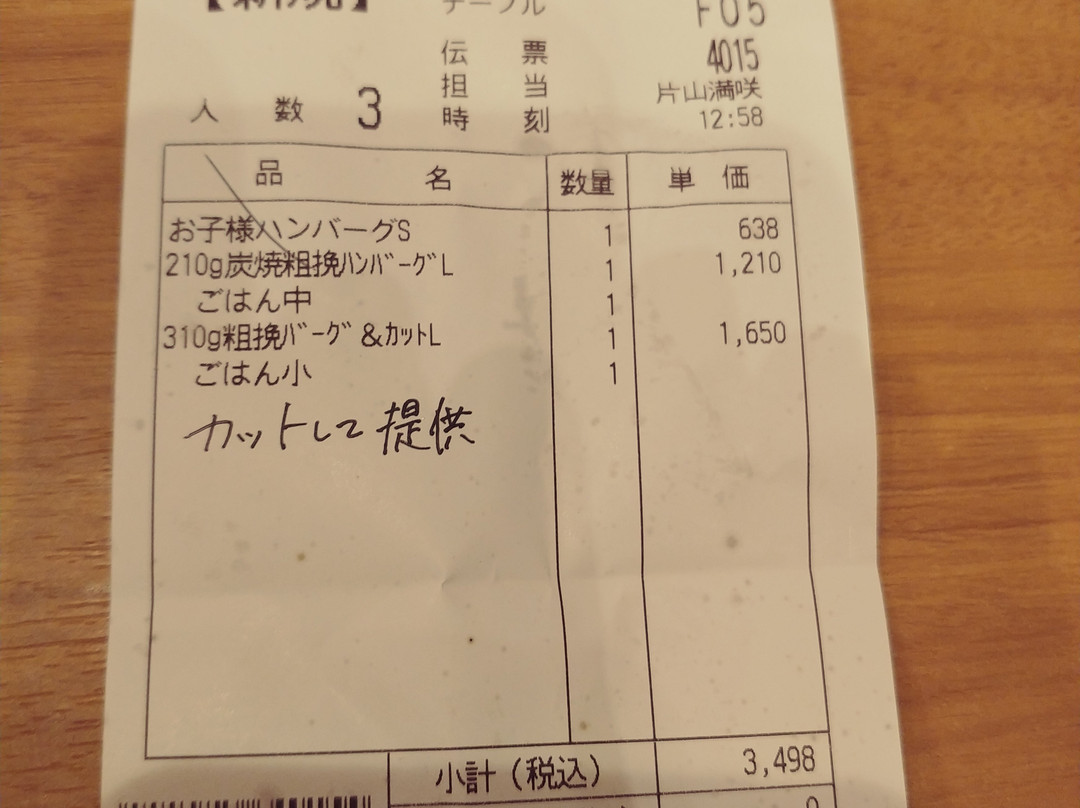 テーブル F05
伝票 4015
担当 片山満咲
人数 3 時刻 12:58
品名 数量 単価
お子様ハンバーグS 1 638
210g炭焼粗挽ﾊﾝﾊﾞｰｸﾞL 1 1,210
ごはん中 1
310g粗挽ﾊﾞｰｸﾞ&ｶｯﾄL 1 1,650
ごはん小 1
カットして提供
小計(税込) 3,498